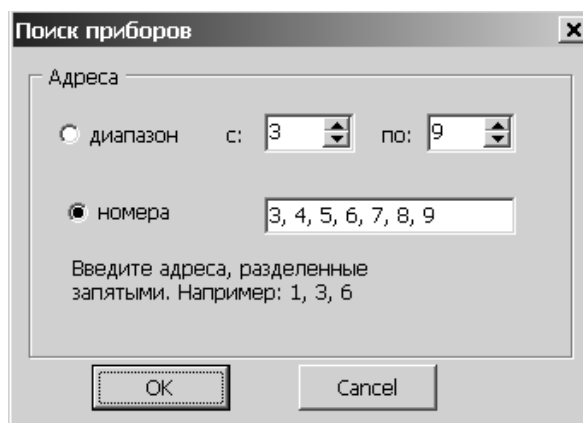 Поиск приборов
Адреса
диапазон с: 3 по: 9
номера 3, 4, 5, 6, 7, 8, 9
Введите адреса, разделенные
запятыми. Например: 1, 3, 6
OK Cancel